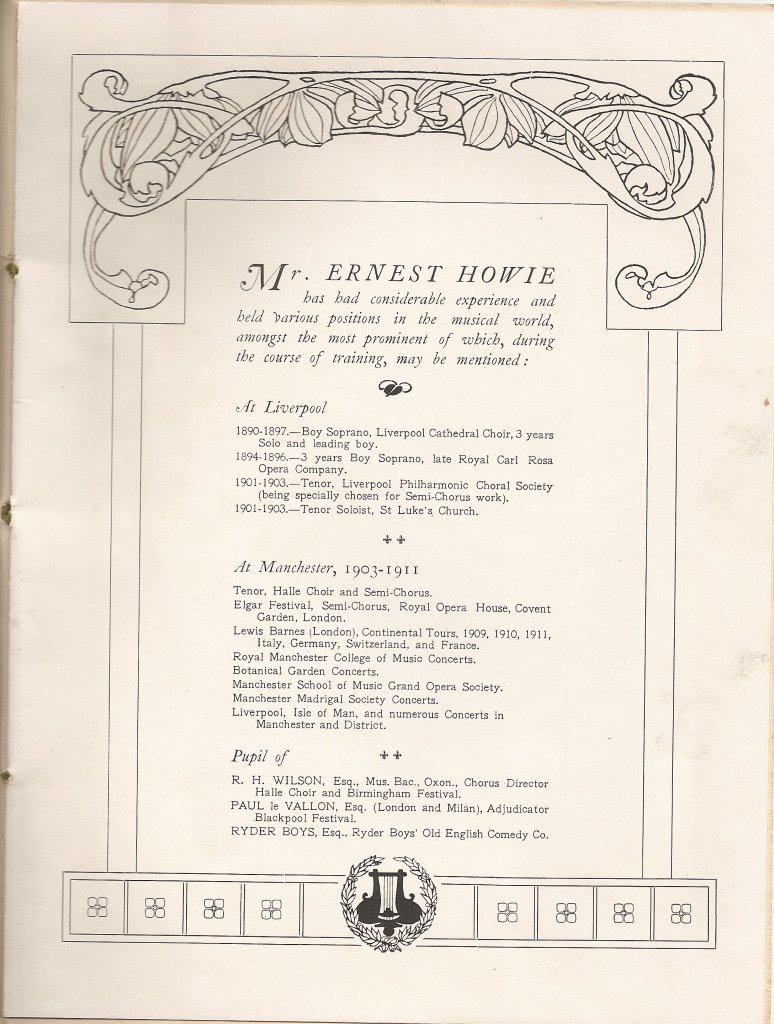 Mr. ERNEST HOWIE
has had considerable experience and
held various positions in the musical world,
amongst the most prominent of which, during
the course of training, may be mentioned :
At Liverpool
1890-1897.—Boy Soprano, Liverpool Cathedral Choir, 3 years
Solo and leading boy.
1894-1896.—3 years Boy Soprano, late Royal Carl Rosa
Opera Company.
1901-1903.—Tenor, Liverpool Philharmonic Choral Society
(being specially chosen for Semi-Chorus work).
1901-1903.—Tenor Soloist, St Luke's Church.
At Manchester, 1903-1911
Tenor, Halle Choir and Semi-Chorus.
Elgar Festival, Semi-Chorus, Royal Opera House, Covent
Garden, London.
Lewis Barnes (London), Continental Tours, 1909, 1910, 1911,
Italy, Germany, Switzerland, and France.
Royal Manchester College of Music Concerts.
Botanical Garden Concerts.
Manchester School of Music Grand Opera Society.
Manchester Madrigal Society Concerts.
Liverpool, Isle of Man, and numerous Concerts in
Manchester and District.
Pupil of
R. H. WILSON, Esq., Mus. Bac., Oxon., Chorus Director
Halle Choir and Birmingham Festival.
PAUL le VALLON, Esq. (London and Milan), Adjudicator
Blackpool Festival.
RYDER BOYS, Esq.. Ryder Boys' Old English Comedy Co.